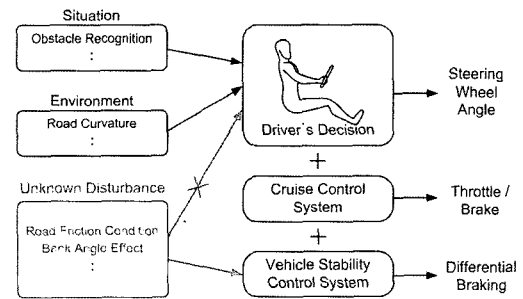 Situation
Obstacle Recognition
:
Environment
Road Curvature
:
Unknown Disturbance
Road Friction Condition
Bank Angle Effect
:
Driver's Decision
+
Cruise Control
System
+
Vehicle Stability
Control System
Steering
Wheel
Angle
Throttle /
Brake
Differential
Braking